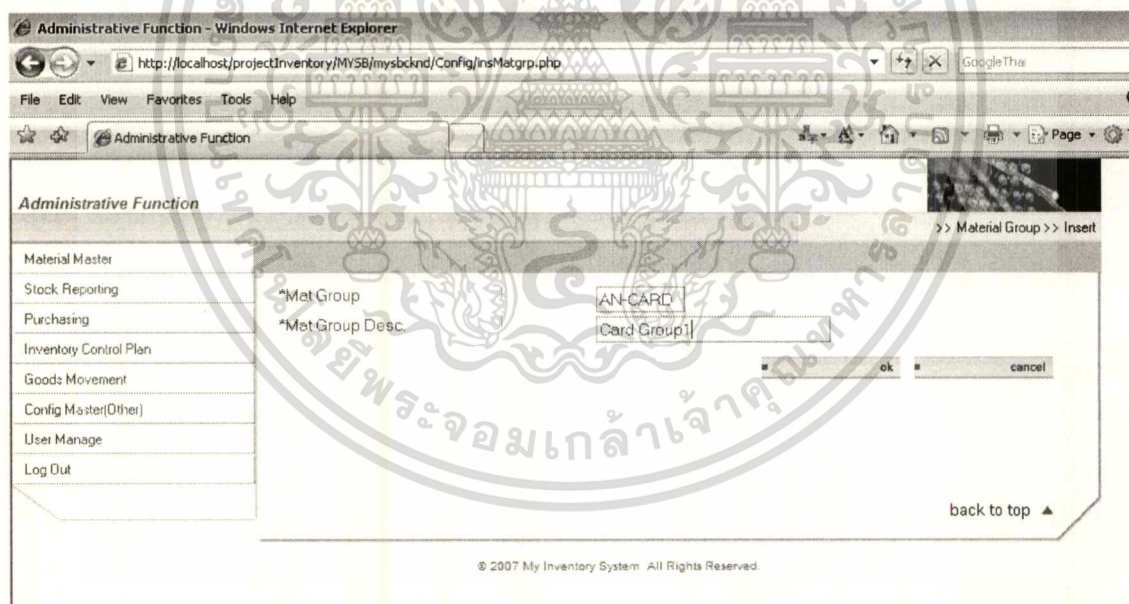 Administrative Function - Windows Internet Explorer
http://localhost/projectInventory/MYSB/mysbcknd/Config/insMatgrp.php
GoogleThai
File Edit View Favorites Tools Help
Administrative Function
Page
Administrative Function
>> Material Group >> Insert
Material Master
Stock Reporting
Purchasing
Inventory Control Plan
Goods Movement
Config Master(Other)
User Manage
Log Out
*Mat Group
AN-CARD
*Mat Group Desc.
Card Group1
ok
cancel
back to top
© 2007 My Inventory System All Rights Reserved.